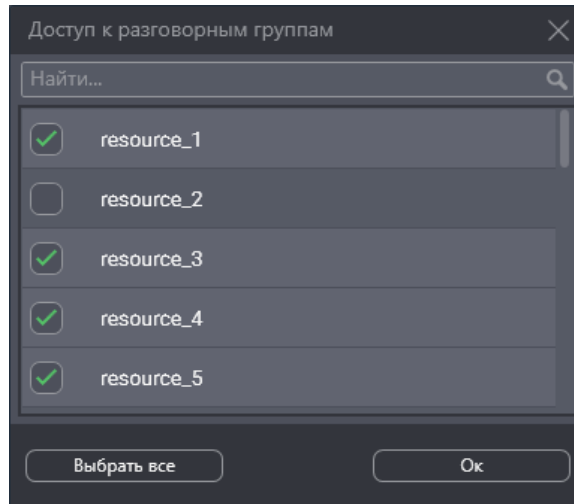 Доступ к разговорным группам
Найти...
resource_1
resource_2
resource_3
resource_4
resource_5
Выбрать все
Ок